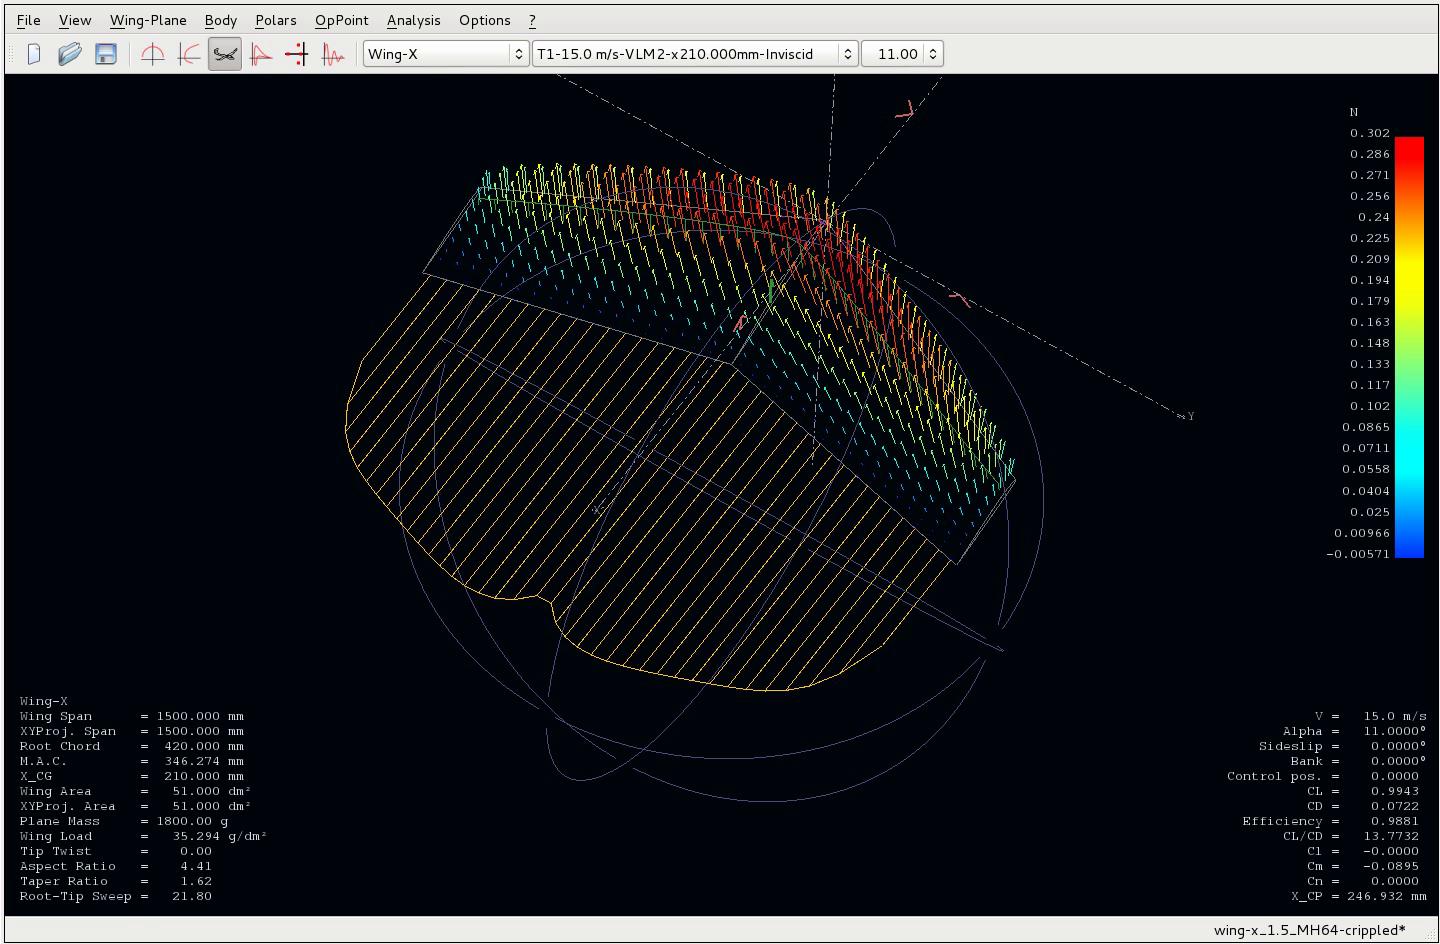 File View Wing-Plane Body Polars OpPoint Analysis Options ?
Wing-X T1-15.0 m/s-VLM2-x210.000mm-Inviscid 11.00
N
0.302
0.286
0.271
0.256
0.24
0.225
0.209
0.194
0.179
0.163
0.148
0.133
0.117
0.102
0.0865
0.0711
0.0558
0.0404
0.025
0.00966
-0.00571
Y
X
Wing-X
Wing Span = 1500.000 mm
XYProj. Span = 1500.000 mm
Root Chord = 420.000 mm
M.A.C. = 346.274 mm
X_CG = 210.000 mm
Wing Area = 51.000 dm²
XYProj. Area = 51.000 dm²
Plane Mass = 1800.00 g
Wing Load = 35.294 g/dm²
Tip Twist = 0.00
Aspect Ratio = 4.41
Taper Ratio = 1.62
Root-Tip Sweep = 21.80
V = 15.0 m/s
Alpha = 11.0000°
Sideslip = 0.0000°
Bank = 0.0000°
Control pos. = 0.0000
CL = 0.9943
CD = 0.0722
Efficiency = 0.9881
CL/CD = 13.7732
Cl = -0.0000
Cm = -0.0895
Cn = 0.0000
X_CP = 246.932 mm
wing-x_1.5_MH64-crippled*